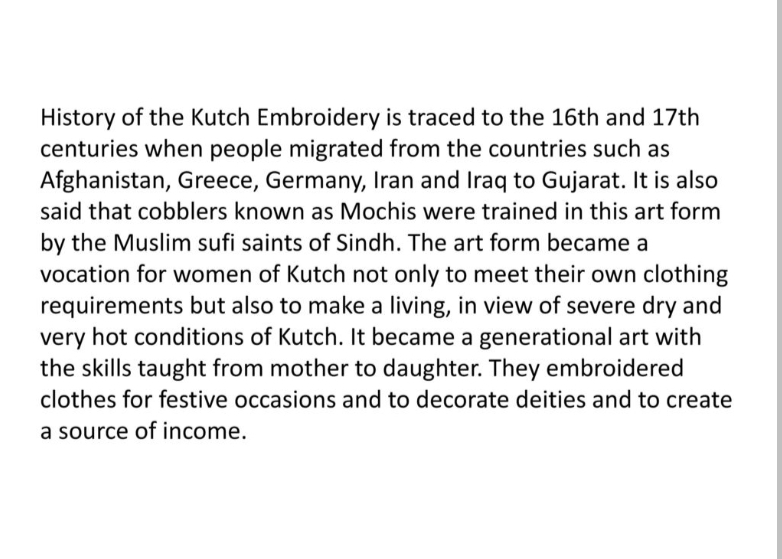 History of the Kutch Embroidery is traced to the 16th and 17th
centuries when people migrated from the countries such as
Afghanistan, Greece, Germany, Iran and Iraq to Gujarat. It is also
said that cobblers known as Mochis were trained in this art form
by the Muslim sufi saints of Sindh. The art form became a
vocation for women of Kutch not only to meet their own clothing
requirements but also to make a living, in view of severe dry and
very hot conditions of Kutch. It became a generational art with
the skills taught from mother to daughter. They embroidered
clothes for festive occasions and to decorate deities and to create
a source of income.